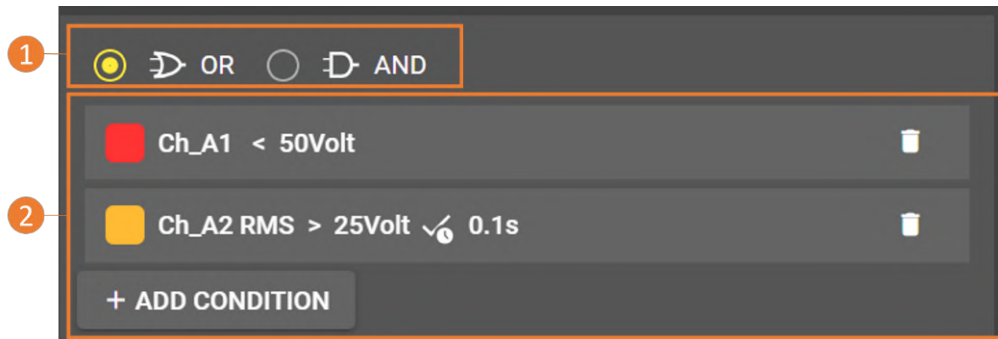 1
OR AND
Ch_A1 < 50Volt
2
Ch_A2 RMS > 25Volt 0.1s
+ ADD CONDITION